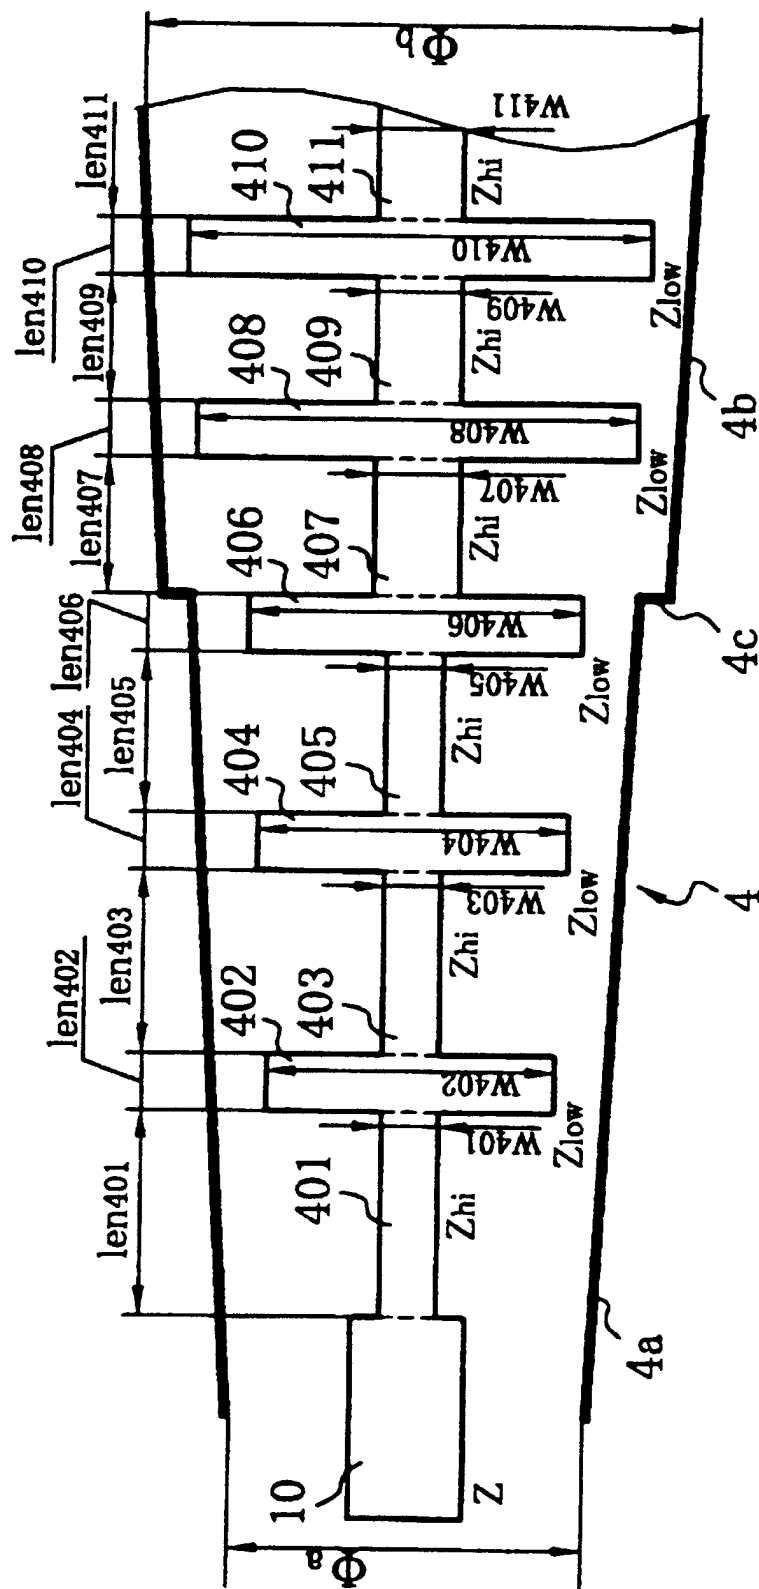 len401
len402
len403
len404
len405
len406
len407
len408
len409
len410
len411
Φa
Φb
10
401
402
403
404
405
406
407
408
409
410
411
W401
W402
W403
W404
W405
W406
W407
W408
W409
W410
W411
Z
Zhi
Zlow
Zhi
Zlow
Zhi
Zlow
Zhi
Zlow
Zhi
Zlow
Zhi
4a
4
4c
4b